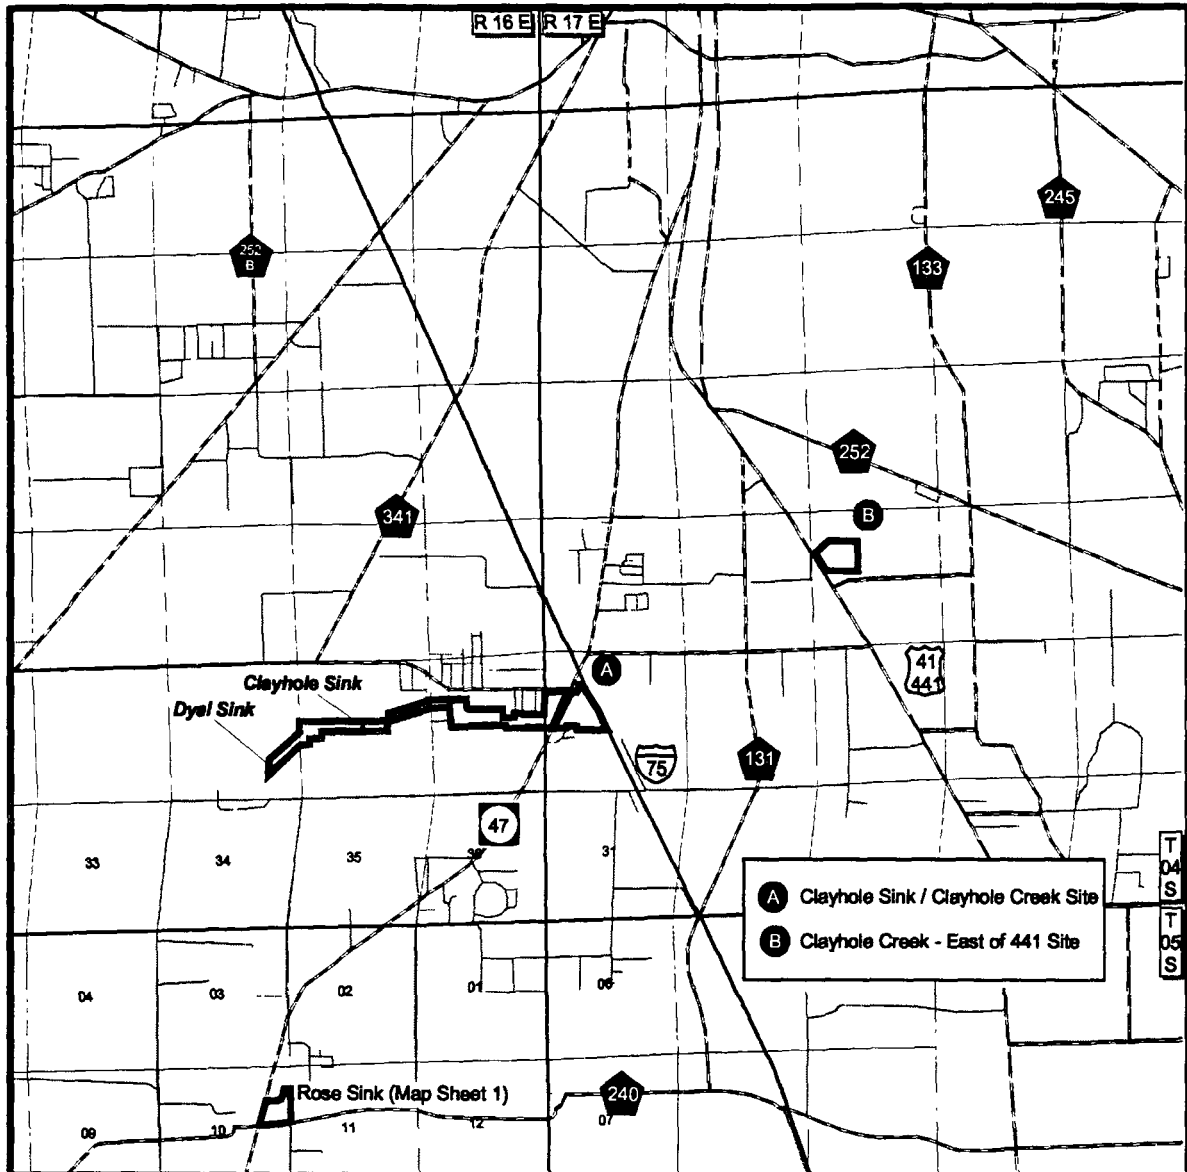 R 16 E R 17 E
245
252
B
133
252
341
B
A
41
441
Clayhole Sink
Dyal Sink
131
75
47
33
34
35
36
31
T
04
S
A Clayhole Sink / Clayhole Creek Site
B Clayhole Creek - East of 441 Site
T
05
S
04
03
02
01
06
Rose Sink (Map Sheet 1)
240
09
10
11
12
07